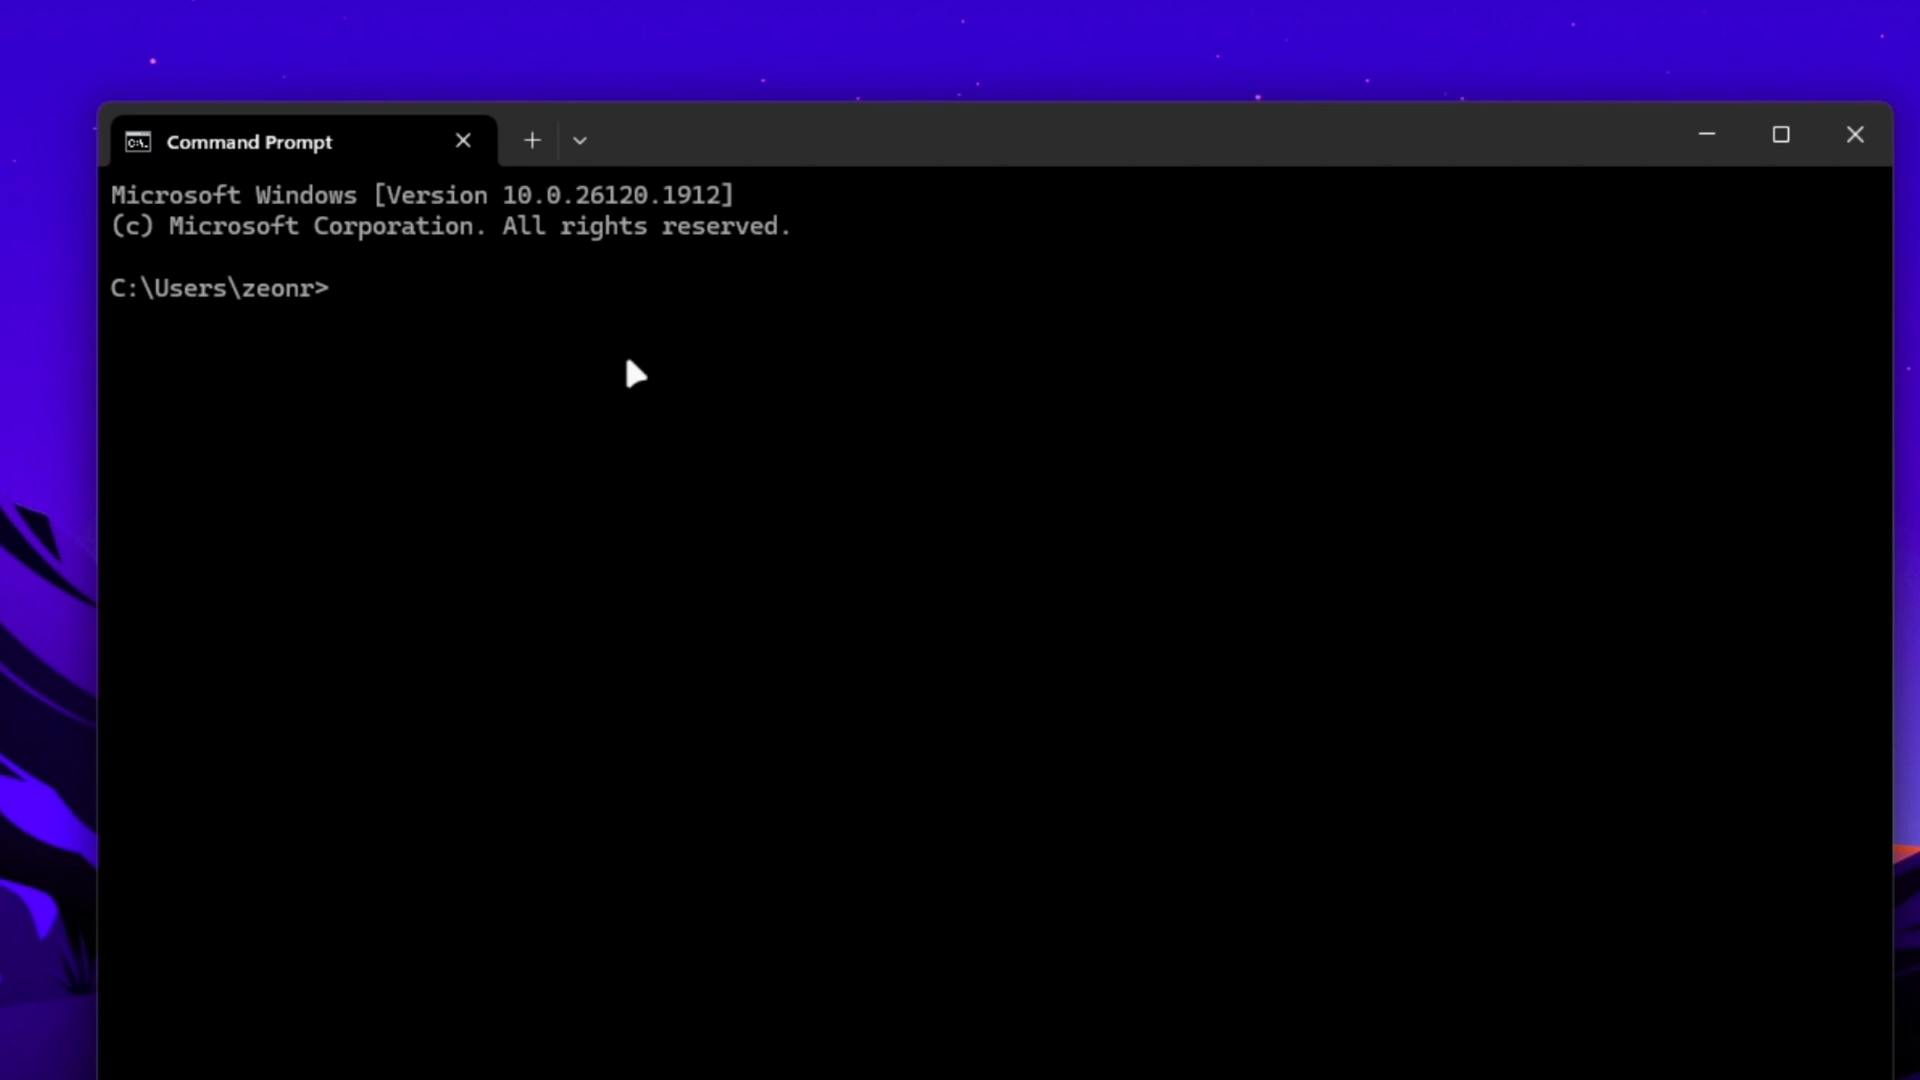 Command Prompt
Microsoft Windows [Version 10.0.26120.1912]
(c) Microsoft Corporation. All rights reserved.
C:\Users\zeonr>